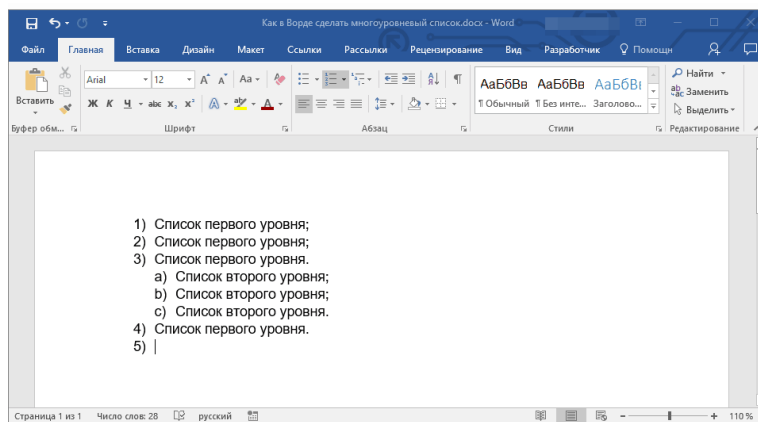 Как в Ворде сделать многоуровневый список.docx - Word
Файл Главная Вставка Дизайн Макет Ссылки Рассылки Рецензирование Вид Разработчик Помощн
Вставить
Arial 12 Aa
Ж К Ч abc x₂ x² A ab A
АаБбВв АаБбВв АаБбВı
¶ Обычный ¶ Без инте... Заголово...
Найти
Заменить
Выделить
Буфер обм... Шрифт Абзац Стили Редактирование
1) Список первого уровня;
2) Список первого уровня;
3) Список первого уровня.
a) Список второго уровня;
b) Список второго уровня;
c) Список второго уровня.
4) Список первого уровня.
5)
Страница 1 из 1 Число слов: 28 русский 110 %